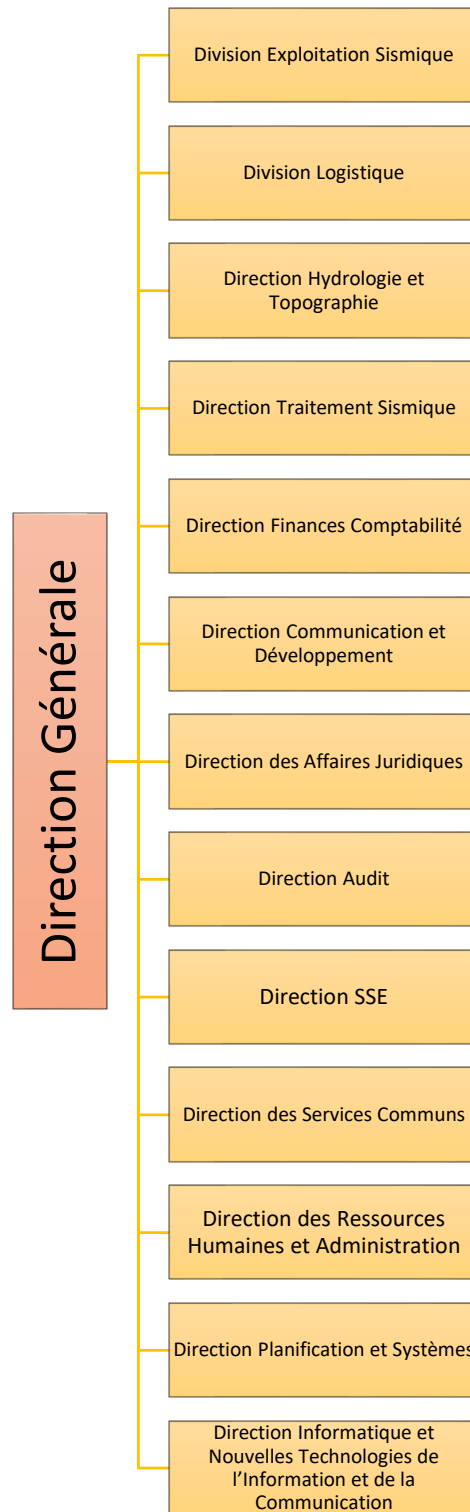 Division Exploitation Sismique
Division Logistique
Direction Hydrologie et
Topographie
Direction Traitement Sismique
Direction Finances Comptabilité
Direction Communication et
Développement
Direction des Affaires Juridiques
Direction Audit
Direction SSE
Direction des Services Communs
Direction des Ressources
Humaines et Administration
Direction Planification et Systèmes
Direction Informatique et
Nouvelles Technologies de
l’Information et de la
Communication
Direction Générale